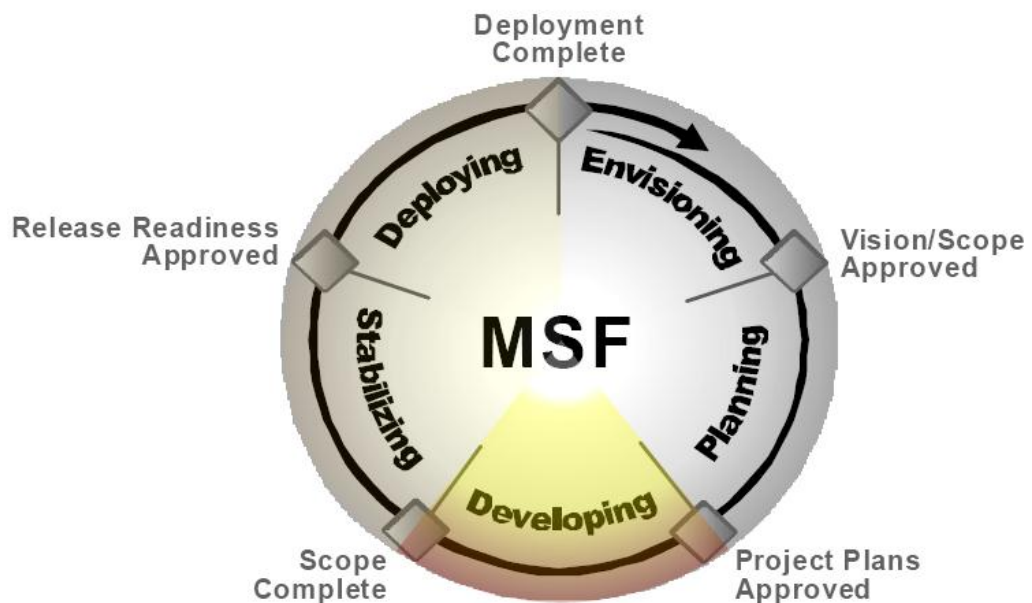 Deployment
Complete
Envisioning
Deploying
Vision/Scope
Approved
Release Readiness
Approved
MSF
Planning
Stabilizing
Developing
Project Plans
Approved
Scope
Complete